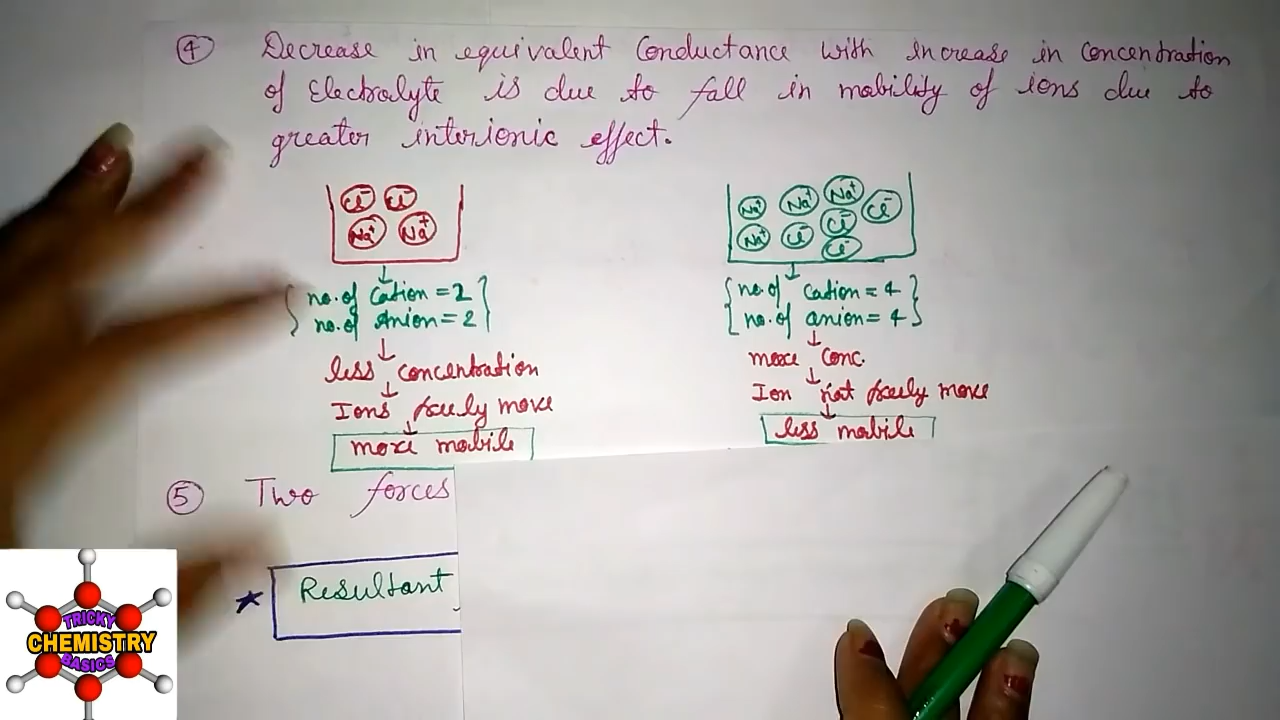 ④ Decrease in equivalent Conductance with increase in concentration
of Electrolyte is due to fall in mobility of ions due to
greater interionic effect.
Cl⁻ Cl⁻
Na⁺ Na⁺
Na⁺ Na⁺ Na⁺ Cl⁻
Na⁺ Cl⁻ Cl⁻
Cl⁻
↓
{ no. of Cation = 2
no. of Anion = 2 }
↓
less concentration
↓
Ions freely move
↓
more mobile
↓
{ no. of cation = 4
no. of anion = 4 }
↓
more conc.
↓
Ion not freely move
↓
less mobile
⑤ Two forces
★ Resultant
TRICKY
CHEMISTRY
BASICS